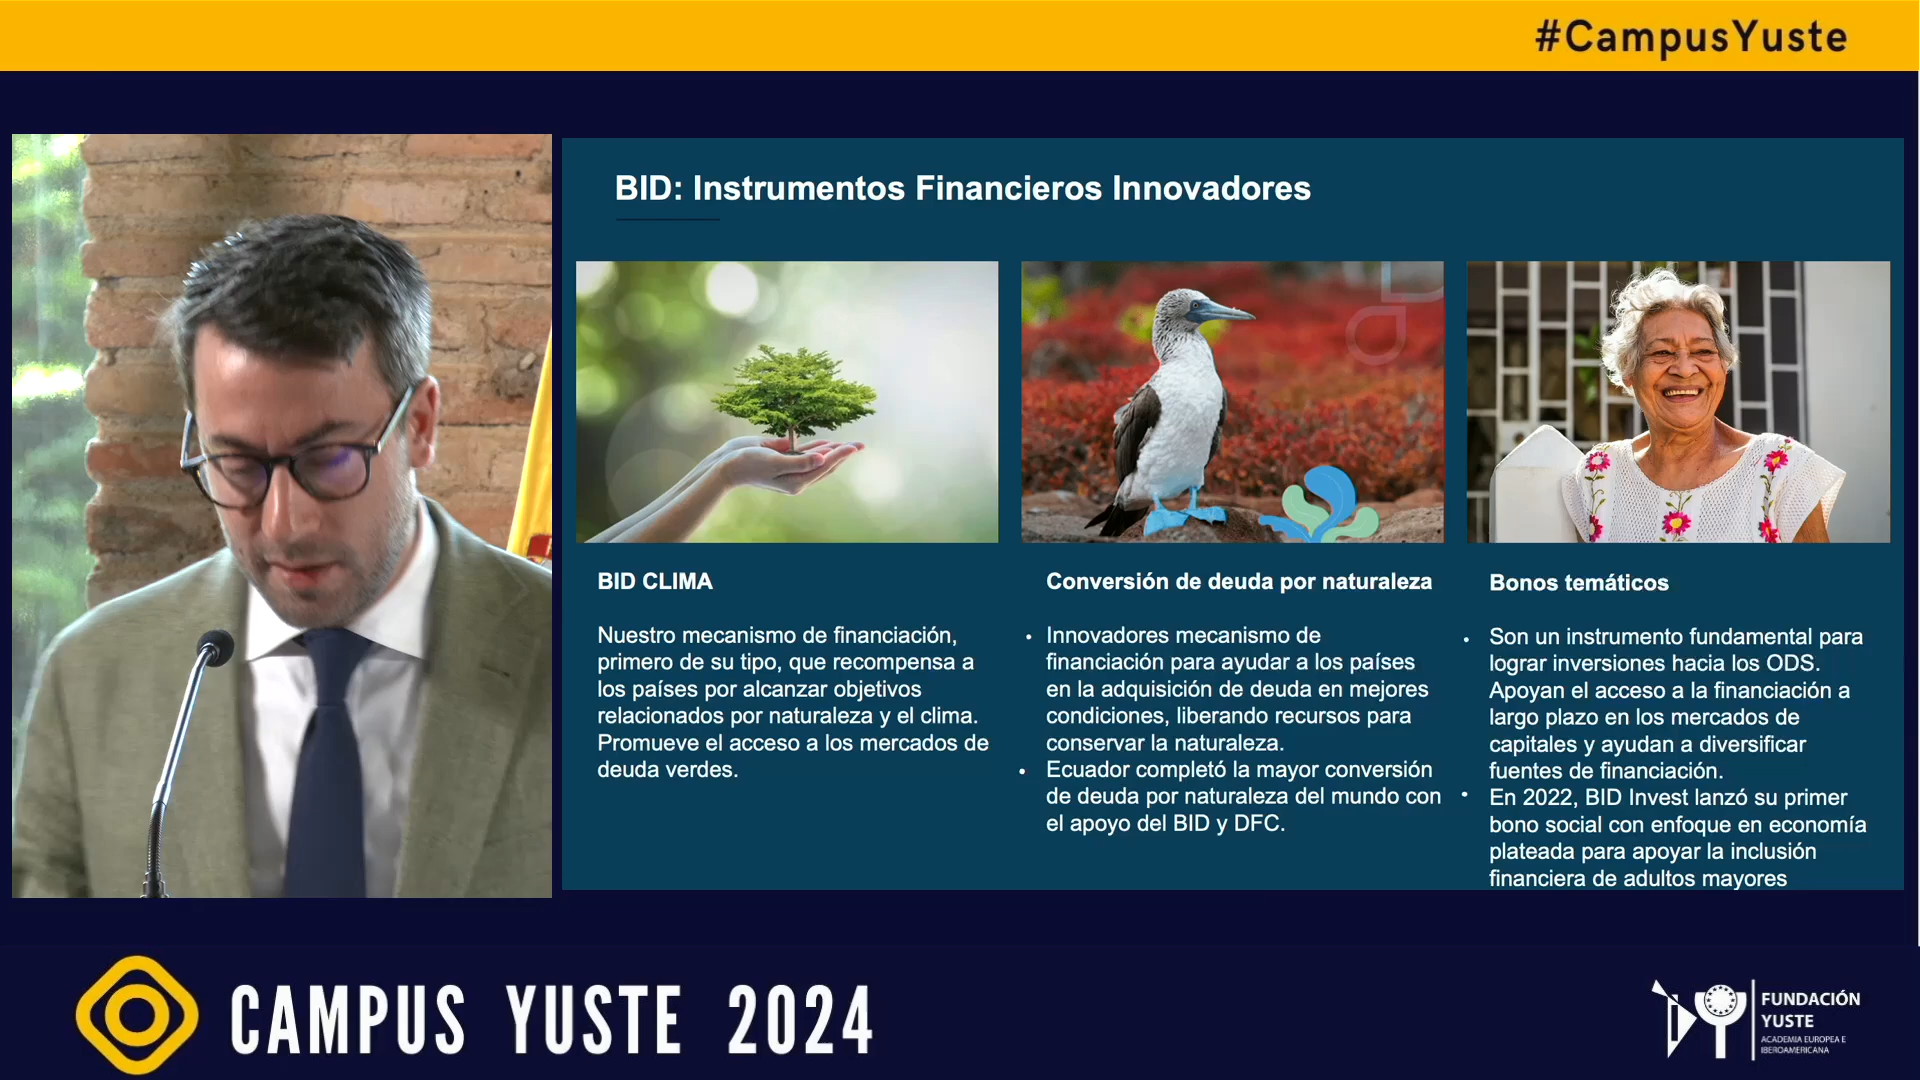 #CampusYuste
BID: Instrumentos Financieros Innovadores
BID CLIMA
Nuestro mecanismo de financiación,
primero de su tipo, que recompensa a
los países por alcanzar objetivos
relacionados por naturaleza y el clima.
Promueve el acceso a los mercados de
deuda verdes.
Conversión de deuda por naturaleza
• Innovadores mecanismo de
financiación para ayudar a los países
en la adquisición de deuda en mejores
condiciones, liberando recursos para
conservar la naturaleza.
• Ecuador completó la mayor conversión
de deuda por naturaleza del mundo con
el apoyo del BID y DFC.
Bonos temáticos
• Son un instrumento fundamental para
lograr inversiones hacia los ODS.
Apoyan el acceso a la financiación a
largo plazo en los mercados de
capitales y ayudan a diversificar
fuentes de financiación.
• En 2022, BID Invest lanzó su primer
bono social con enfoque en economía
plateada para apoyar la inclusión
financiera de adultos mayores
CAMPUS YUSTE 2024
FUNDACIÓN
YUSTE
ACADEMIA EUROPEA E
IBEROAMERICANA